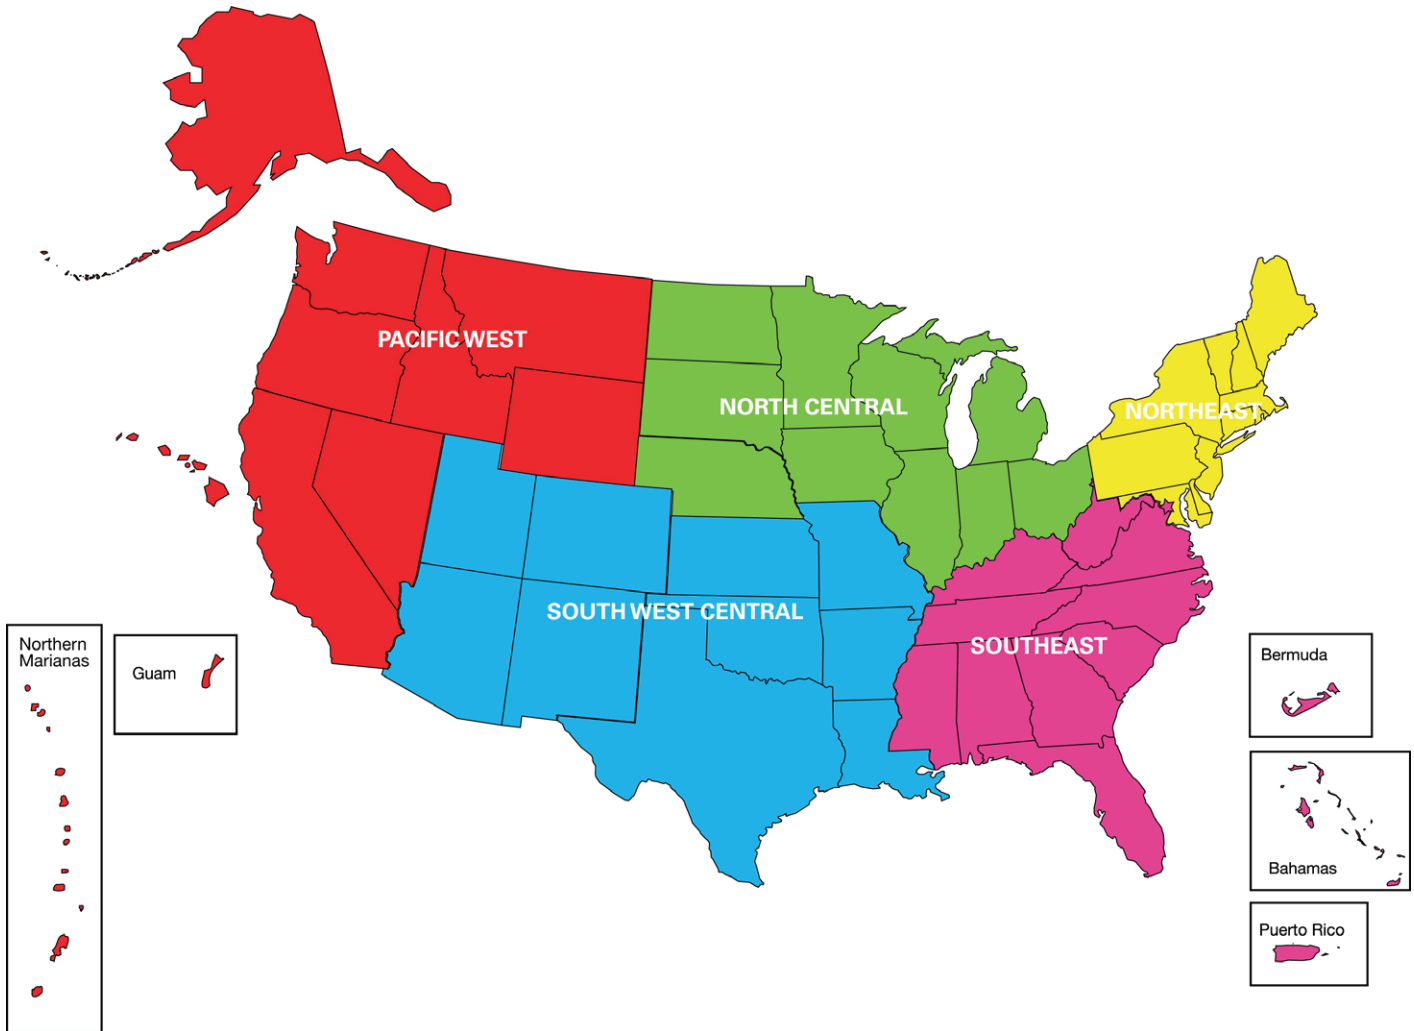 PACIFIC WEST
NORTH CENTRAL
NORTHEAST
SOUTH WEST CENTRAL
SOUTHEAST
Northern
Marianas
Guam
Bermuda
Bahamas
Puerto Rico